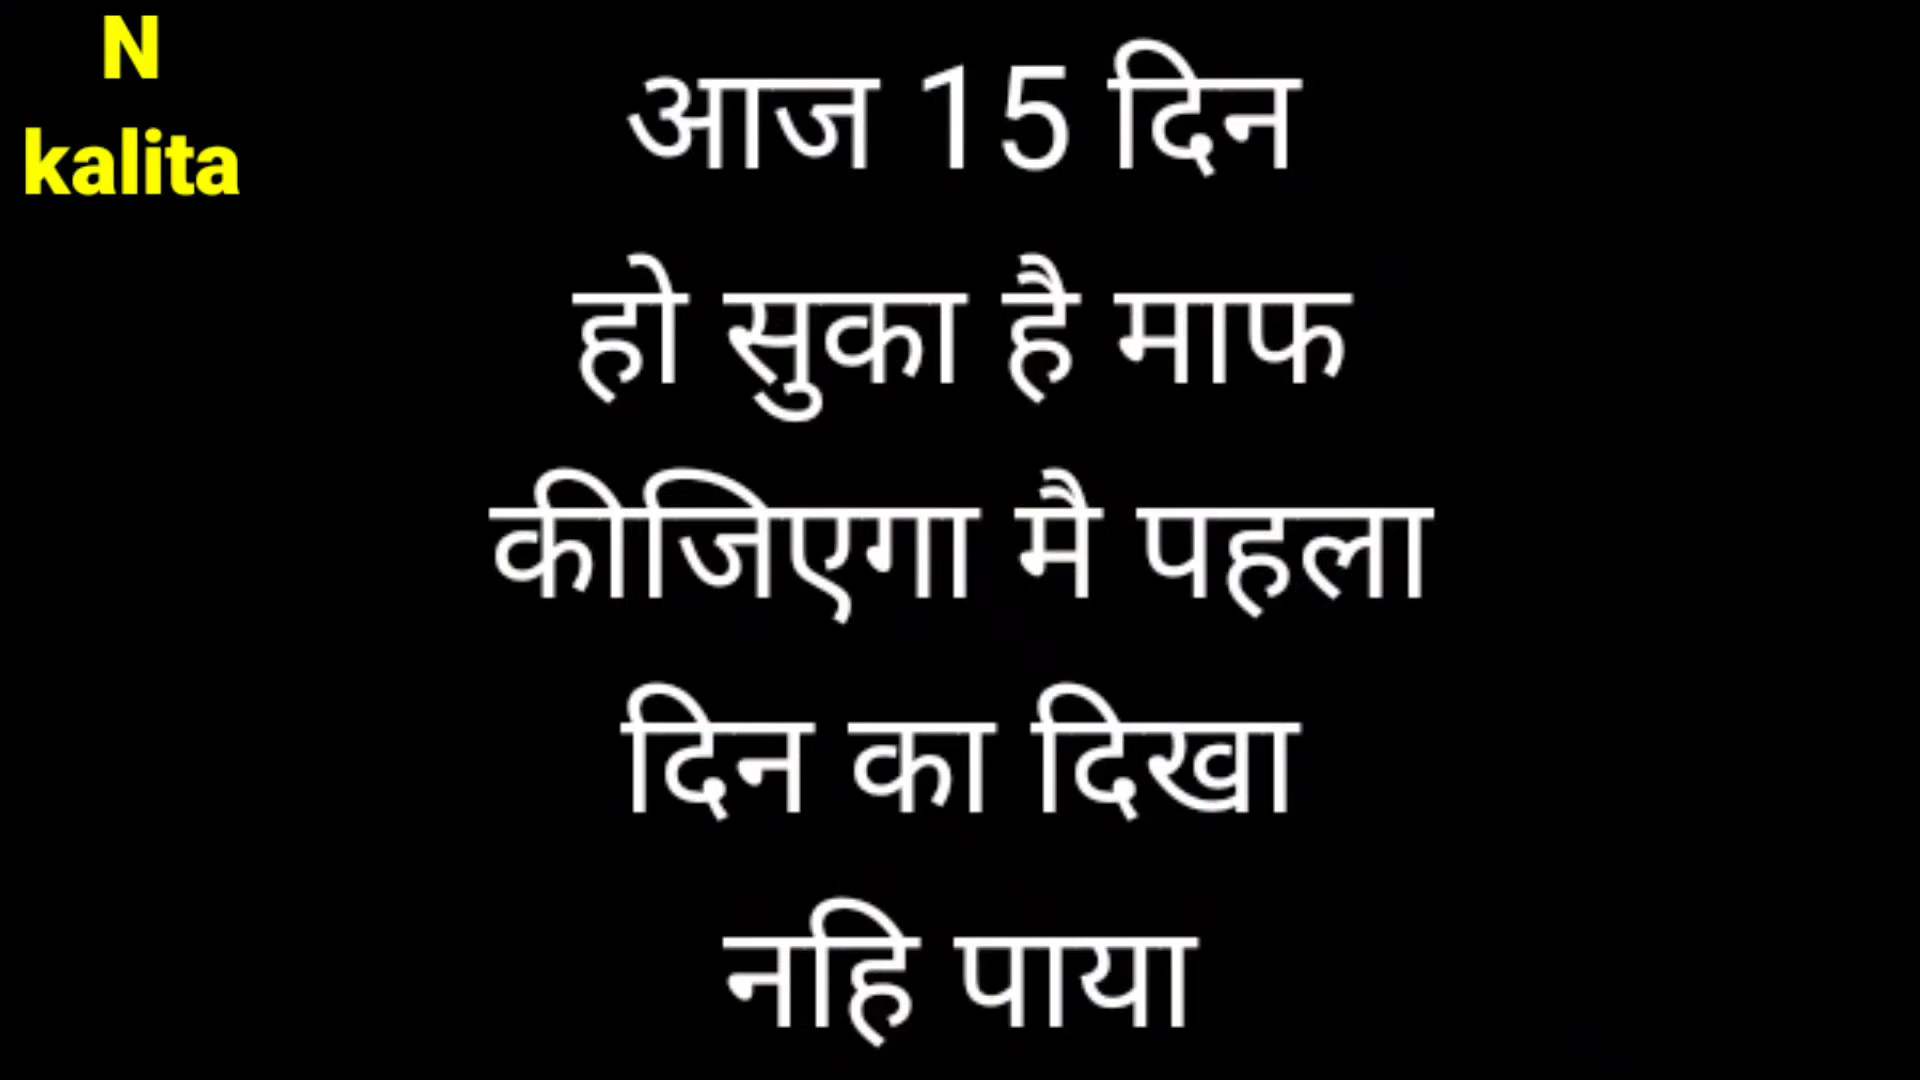 N
kalita
आज 15 दिन
हो सुका है माफ
कीजिएगा मै पहला
दिन का दिखा
नहि पाया